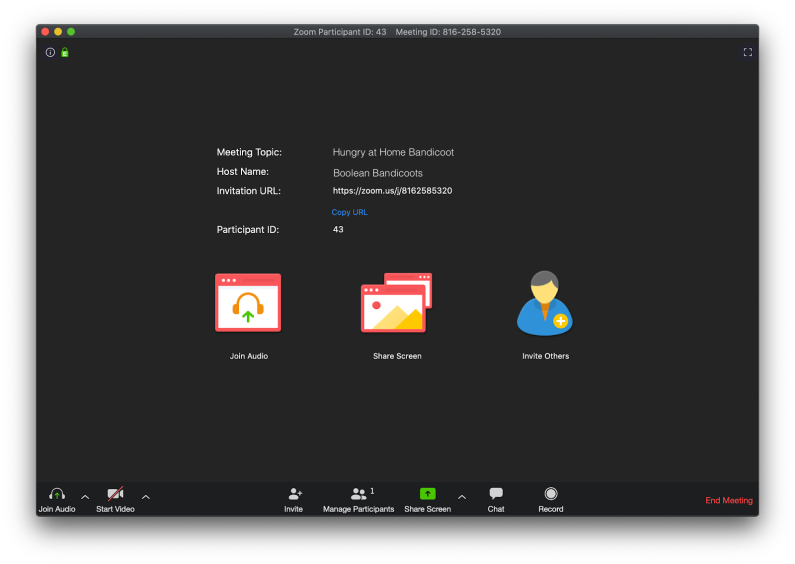 Zoom Participant ID: 43 Meeting ID: 816-258-5320
Meeting Topic: Hungry at Home Bandicoot
Host Name: Boolean Bandicoots
Invitation URL: https://zoom.us/j/8162585320
Copy URL
Participant ID: 43
Join Audio Share Screen Invite Others
1
Join Audio Start Video Invite Manage Participants Share Screen Chat Record End Meeting